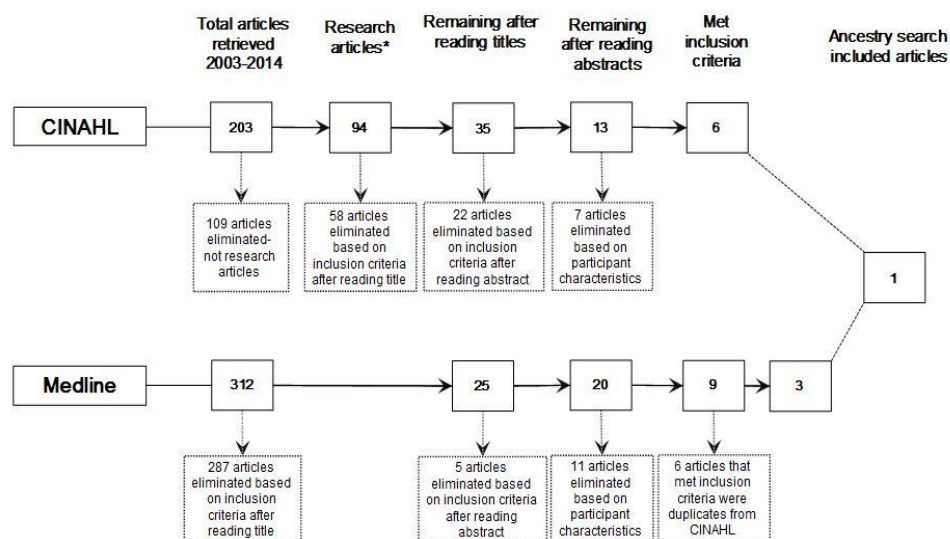 Total articles
retrieved
2003-2014
Research
articles*
Remaining after
reading titles
Remaining
after reading
abstracts
Met
inclusion
criteria
Ancestry search
included articles
CINAHL
203
94
35
13
6
109 articles
eliminated-
not research
articles
58 articles
eliminated
based on
inclusion criteria
after reading title
22 articles
eliminated based
on inclusion
criteria after
reading abstract
7 articles
eliminated
based on
participant
characteristics
1
Medline
312
25
20
9
3
287 articles
eliminated based
on inclusion
criteria after
reading title
5 articles
eliminated based
on inclusion criteria
after reading
abstract
11 articles
eliminated
based on
participant
characteristics
6 articles that
met inclusion
criteria were
duplicates from
CINAHL